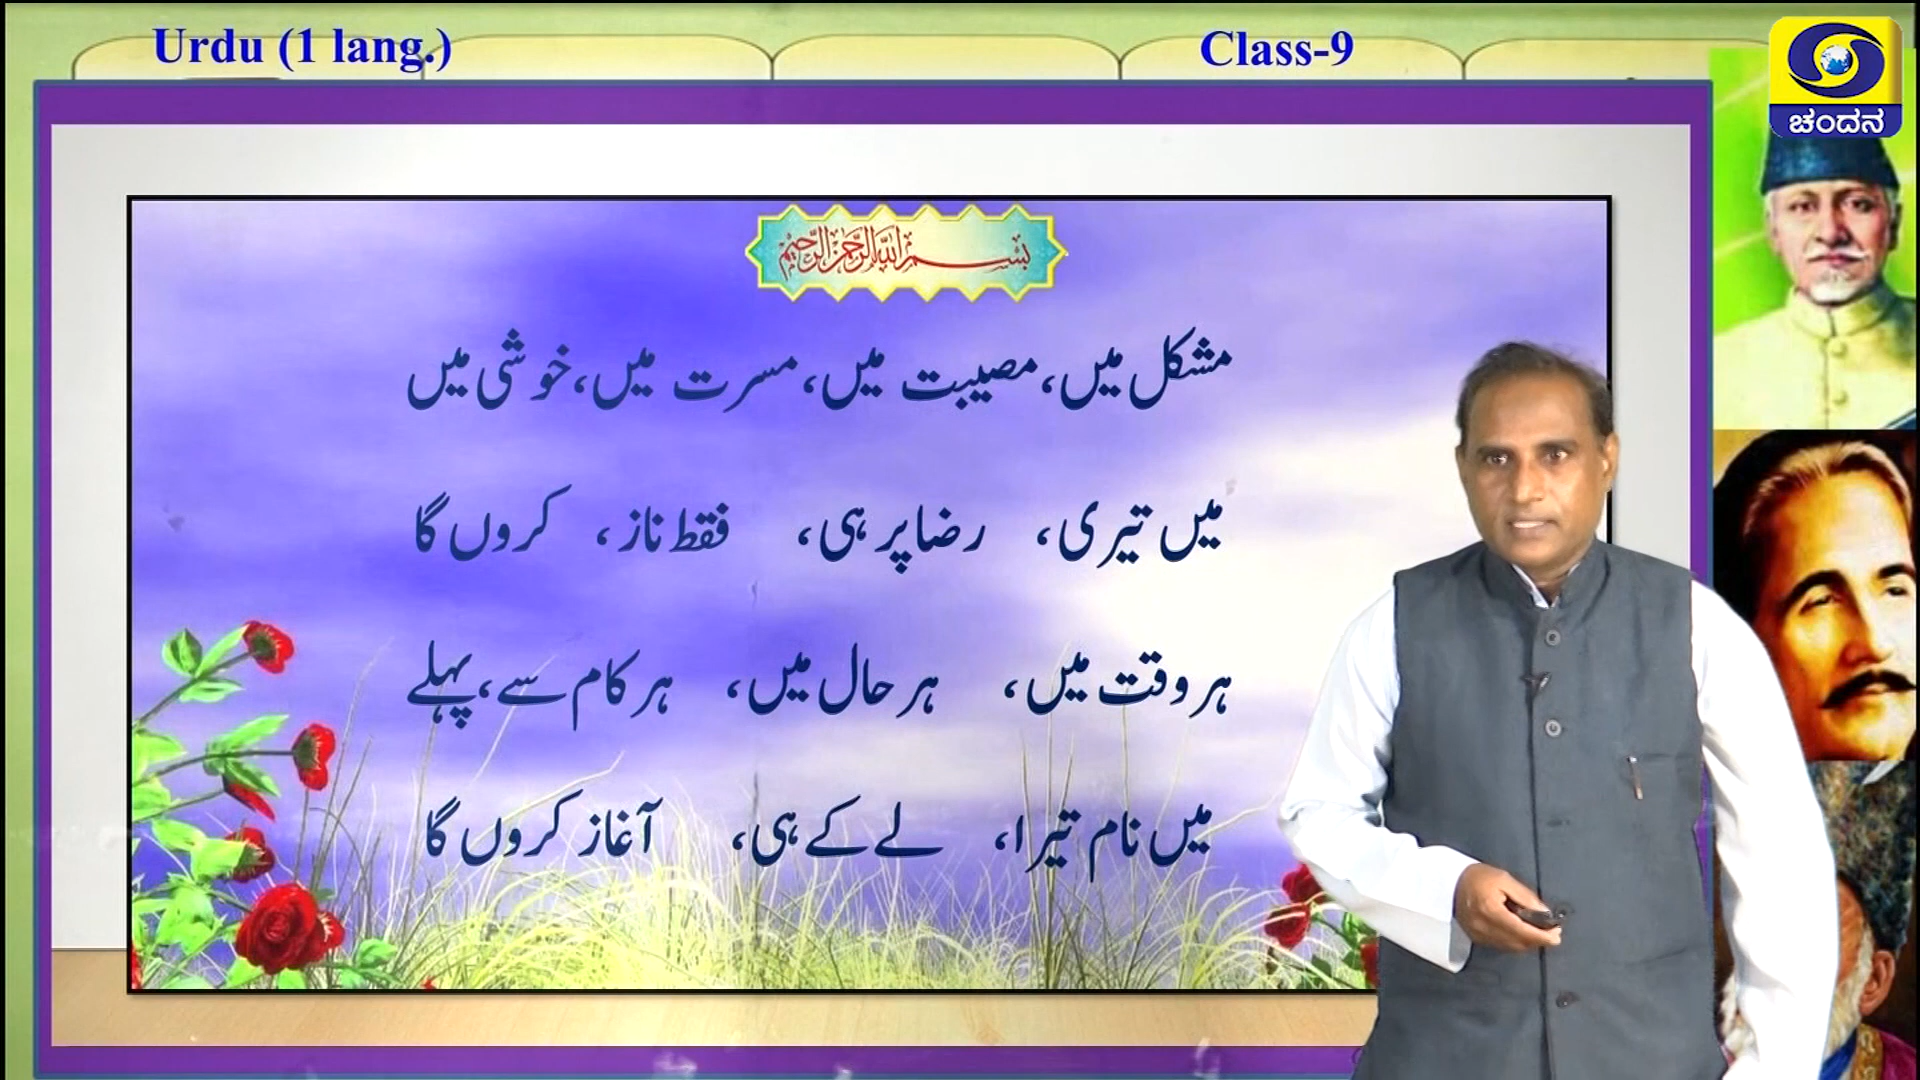 Urdu (1 lang.)
Class-9
ಚಂದನ
بسم اللہ الرحمن الرحیم
مشکل میں، مصیبت میں، مسرت میں، خوشی میں
میں تیری، رضا پر ہی، فقط ناز، کروں گا
ہر وقت میں، ہر حال میں، ہر کام سے، پہلے
میں نام تیرا، لے کے ہی، آغاز کروں گا